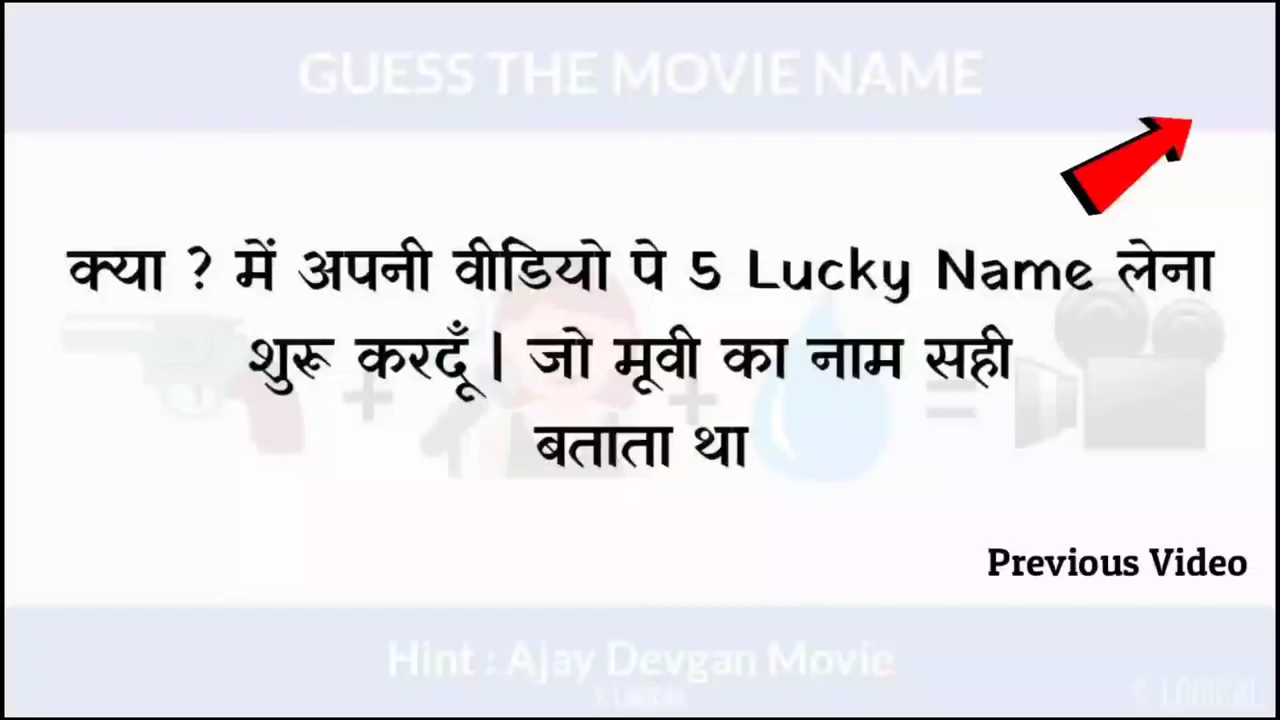 GUESS THE MOVIE NAME
क्या ? में अपनी वीडियो पे 5 Lucky Name लेना
शुरू करदूँ | जो मूवी का नाम सही
बताता था
Previous Video
Hint : Ajay Devgan Movie